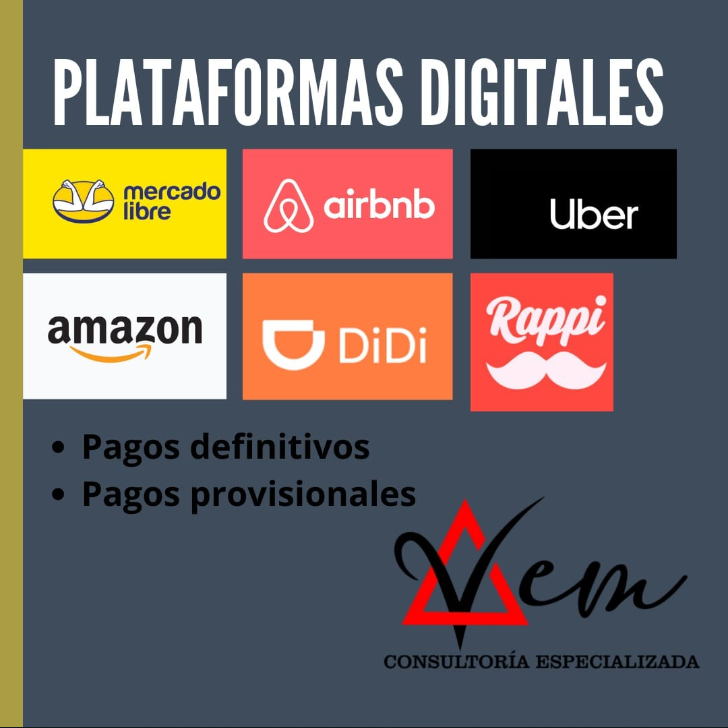 PLATAFORMAS DIGITALES
mercado
libre
airbnb
Uber
amazon
DiDi
Rappi
• Pagos definitivos
• Pagos provisionales
Vem
CONSULTORÍA ESPECIALIZADA